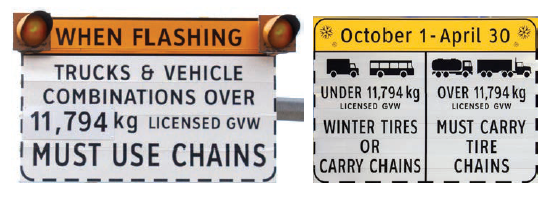 WHEN FLASHING
TRUCKS & VEHICLE
COMBINATIONS OVER
11,794 kg LICENSED GVW
MUST USE CHAINS
October 1 - April 30
UNDER 11,794 kg
LICENSED GVW
WINTER TIRES
OR
CARRY CHAINS
OVER 11,794 kg
LICENSED GVW
MUST CARRY
TIRE
CHAINS